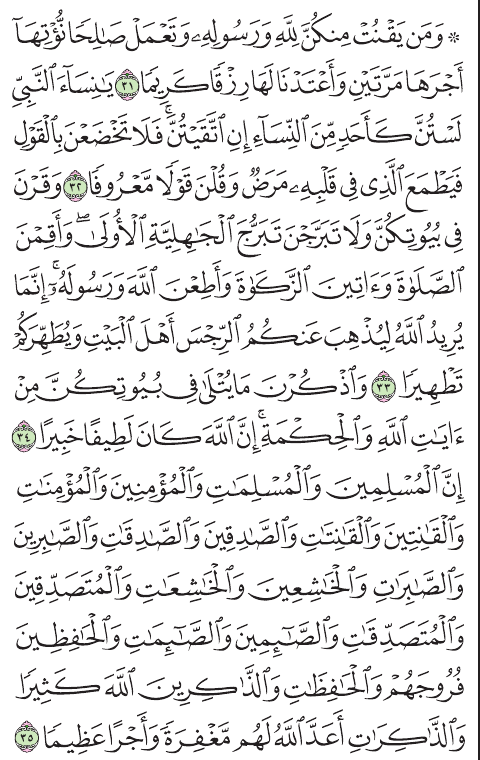 ۞ وَمَن يَقْنُتْ مِنكُنَّ لِلَّهِ وَرَسُولِهِۦ وَتَعْمَلْ صَٰلِحًا نُّؤْتِهَآ
أَجْرَهَا مَرَّتَيْنِ وَأَعْتَدْنَا لَهَا رِزْقًا كَرِيمًا ٣١ يَٰنِسَآءَ ٱلنَّبِىِّ
لَسْتُنَّ كَأَحَدٍ مِّنَ ٱلنِّسَآءِ إِنِ ٱتَّقَيْتُنَّۚ فَلَا تَخْضَعْنَ بِٱلْقَوْلِ
فَيَطْمَعَ ٱلَّذِى فِى قَلْبِهِۦ مَرَضٌ وَقُلْنَ قَوْلًا مَّعْرُوفًا ٣٢ وَقَرْنَ
فِى بُيُوتِكُنَّ وَلَا تَبَرَّجْنَ تَبَرُّجَ ٱلْجَٰهِلِيَّةِ ٱلْأُولَىٰۖ وَأَقِمْنَ
ٱلصَّلَوٰةَ وَءَاتِينَ ٱلزَّكَوٰةَ وَأَطِعْنَ ٱللَّهَ وَرَسُولَهُۥٓۚ إِنَّمَا
يُرِيدُ ٱللَّهُ لِيُذْهِبَ عَنكُمُ ٱلرِّجْسَ أَهْلَ ٱلْبَيْتِ وَيُطَهِّرَكُمْ
تَطْهِيرًا ٣٣ وَٱذْكُرْنَ مَا يُتْلَىٰ فِى بُيُوتِكُنَّ مِنْ
ءَايَٰتِ ٱللَّهِ وَٱلْحِكْمَةِۚ إِنَّ ٱللَّهَ كَانَ لَطِيفًا خَبِيرًا ٣٤
إِنَّ ٱلْمُسْلِمِينَ وَٱلْمُسْلِمَٰتِ وَٱلْمُؤْمِنِينَ وَٱلْمُؤْمِنَٰتِ
وَٱلْقَٰنِتِينَ وَٱلْقَٰنِتَٰتِ وَٱلصَّٰدِقِينَ وَٱلصَّٰدِقَٰتِ وَٱلصَّٰبِرِينَ
وَٱلصَّٰبِرَٰتِ وَٱلْخَٰشِعِينَ وَٱلْخَٰشِعَٰتِ وَٱلْمُتَصَدِّقِينَ
وَٱلْمُتَصَدِّقَٰتِ وَٱلصَّٰٓئِمِينَ وَٱلصَّٰٓئِمَٰتِ وَٱلْحَٰفِظِينَ
فُرُوجَهُمْ وَٱلْحَٰفِظَٰتِ وَٱلذَّٰكِرِينَ ٱللَّهَ كَثِيرًا
وَٱلذَّٰكِرَٰتِ أَعَدَّ ٱللَّهُ لَهُم مَّغْفِرَةً وَأَجْرًا عَظِيمًا ٣٥